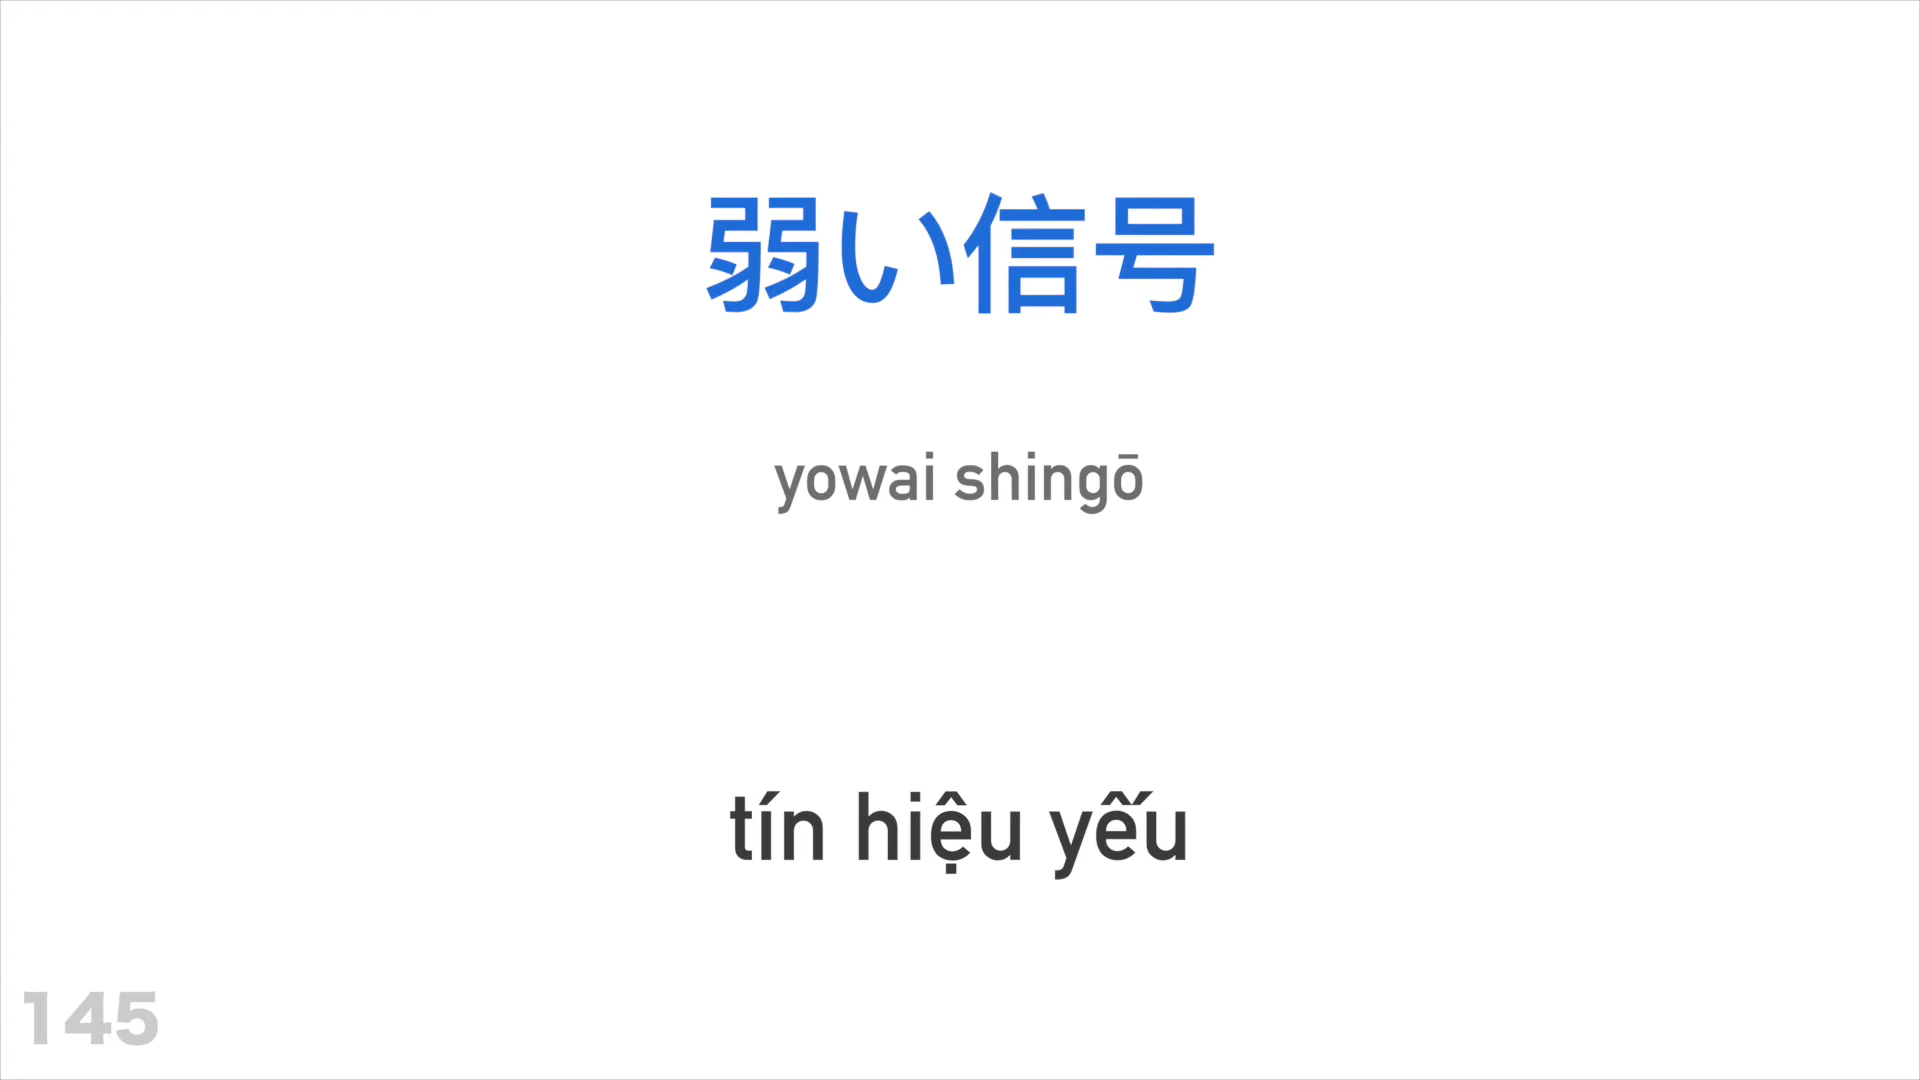 弱い信号
yowai shingō
tín hiệu yếu
145